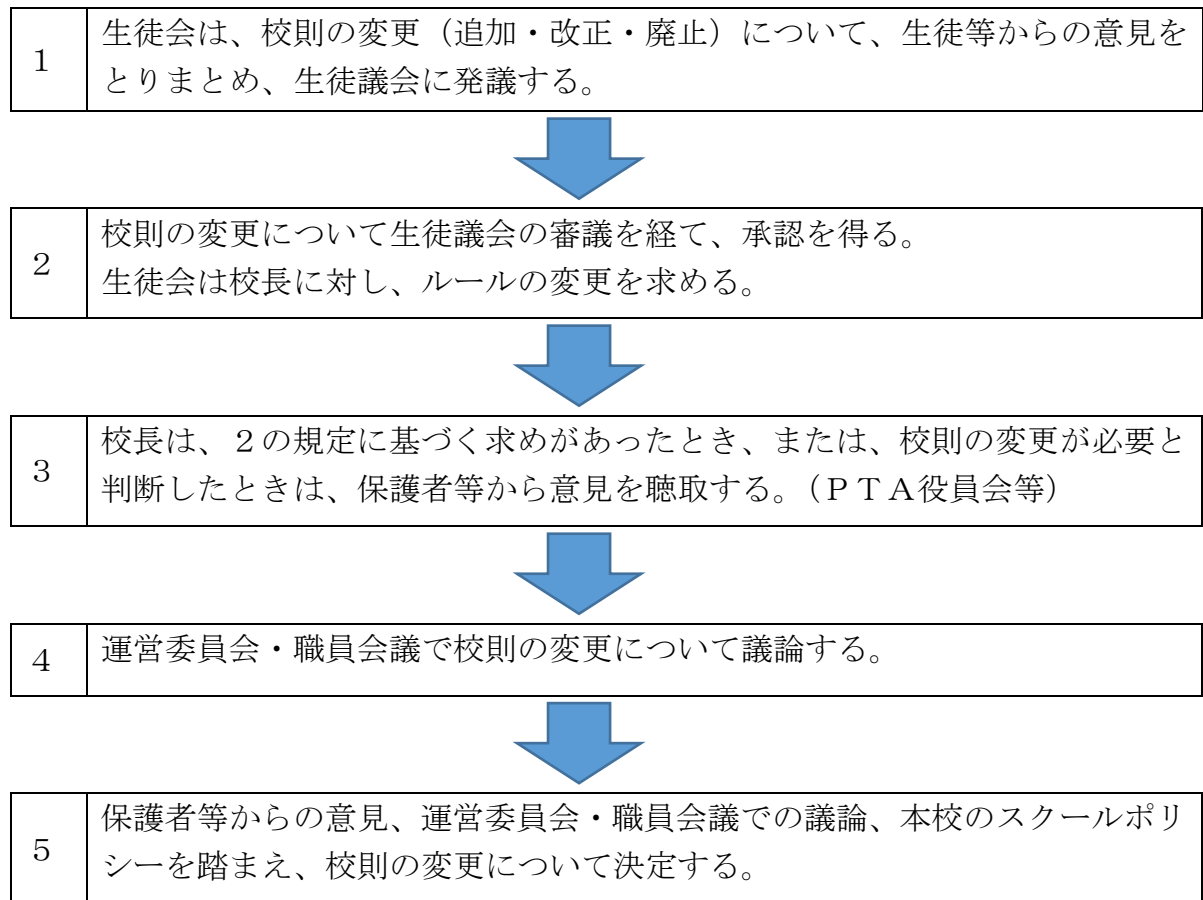 1
生徒会は、校則の変更（追加・改正・廃止）について、生徒等からの意見を
とりまとめ、生徒議会に発議する。
2
校則の変更について生徒議会の審議を経て、承認を得る。
生徒会は校長に対し、ルールの変更を求める。
3
校長は、２の規定に基づく求めがあったとき、または、校則の変更が必要と
判断したときは、保護者等から意見を聴取する。（ＰＴＡ役員会等）
4
運営委員会・職員会議で校則の変更について議論する。
5
保護者等からの意見、運営委員会・職員会議での議論、本校のスクールポリ
シーを踏まえ、校則の変更について決定する。